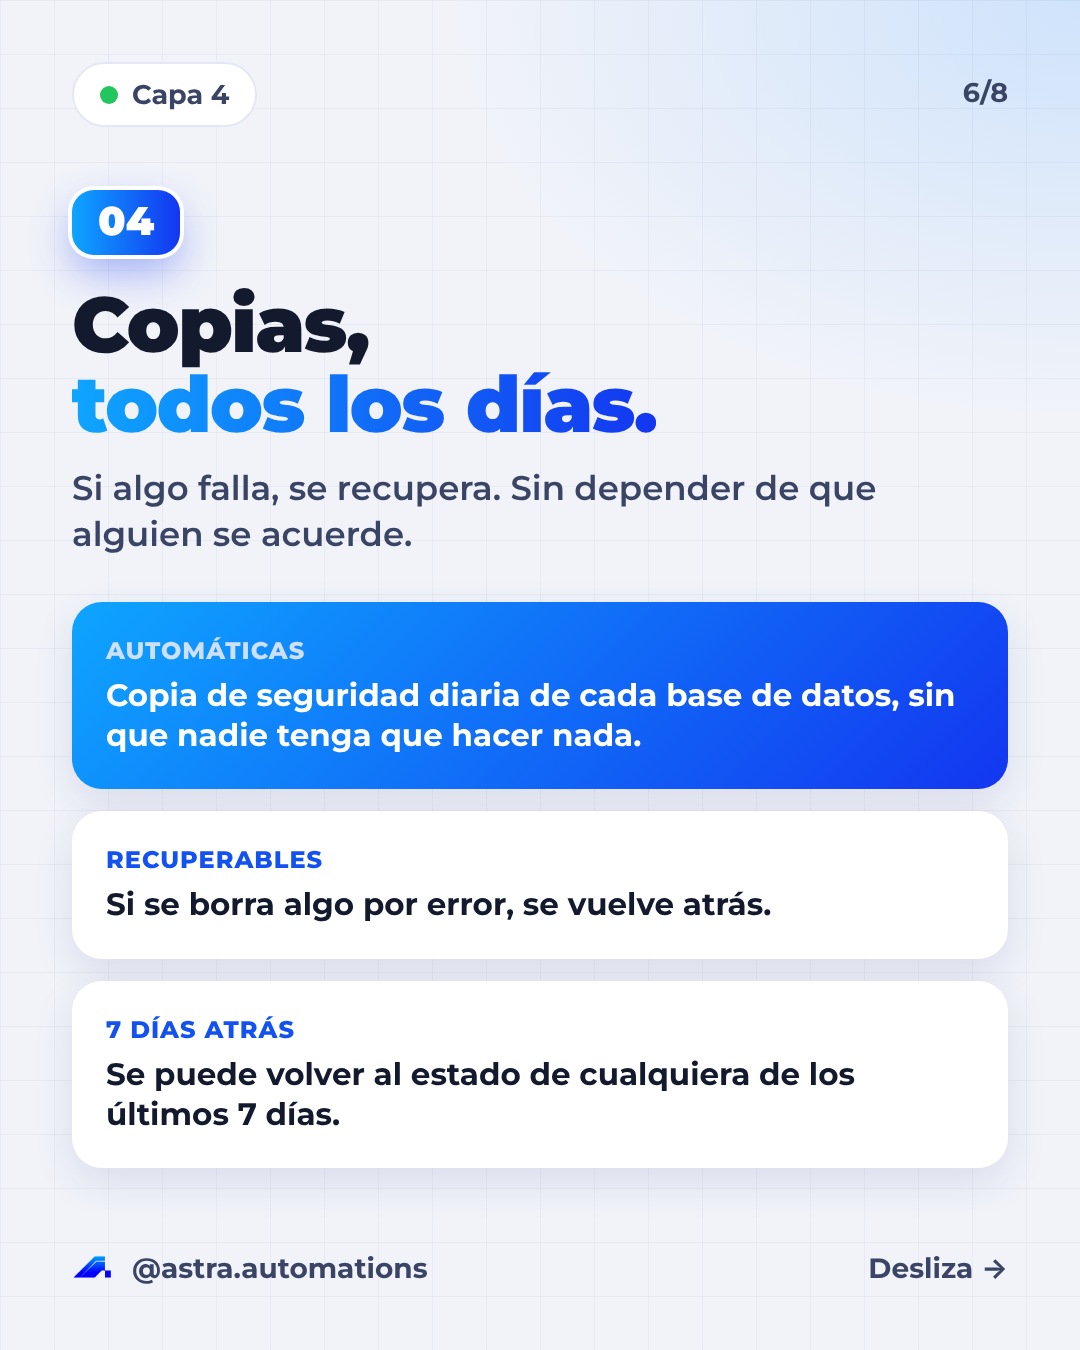 Capa 4
6/8
04
Copias,
todos los días.
Si algo falla, se recupera. Sin depender de que
alguien se acuerde.
AUTOMÁTICAS
Copia de seguridad diaria de cada base de datos, sin
que nadie tenga que hacer nada.
RECUPERABLES
Si se borra algo por error, se vuelve atrás.
7 DÍAS ATRÁS
Se puede volver al estado de cualquiera de los
últimos 7 días.
@astra.automations
Desliza →